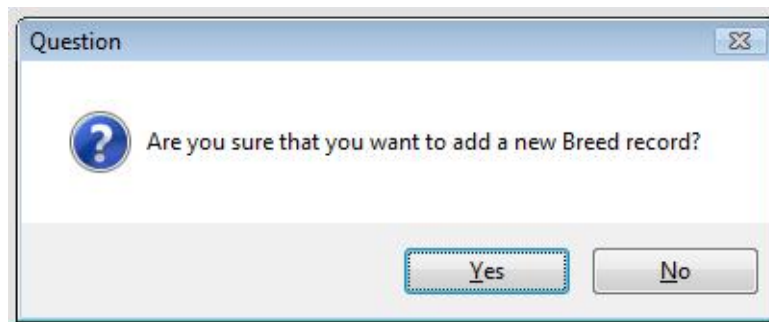 Question
Are you sure that you want to add a new Breed record?
Yes
No